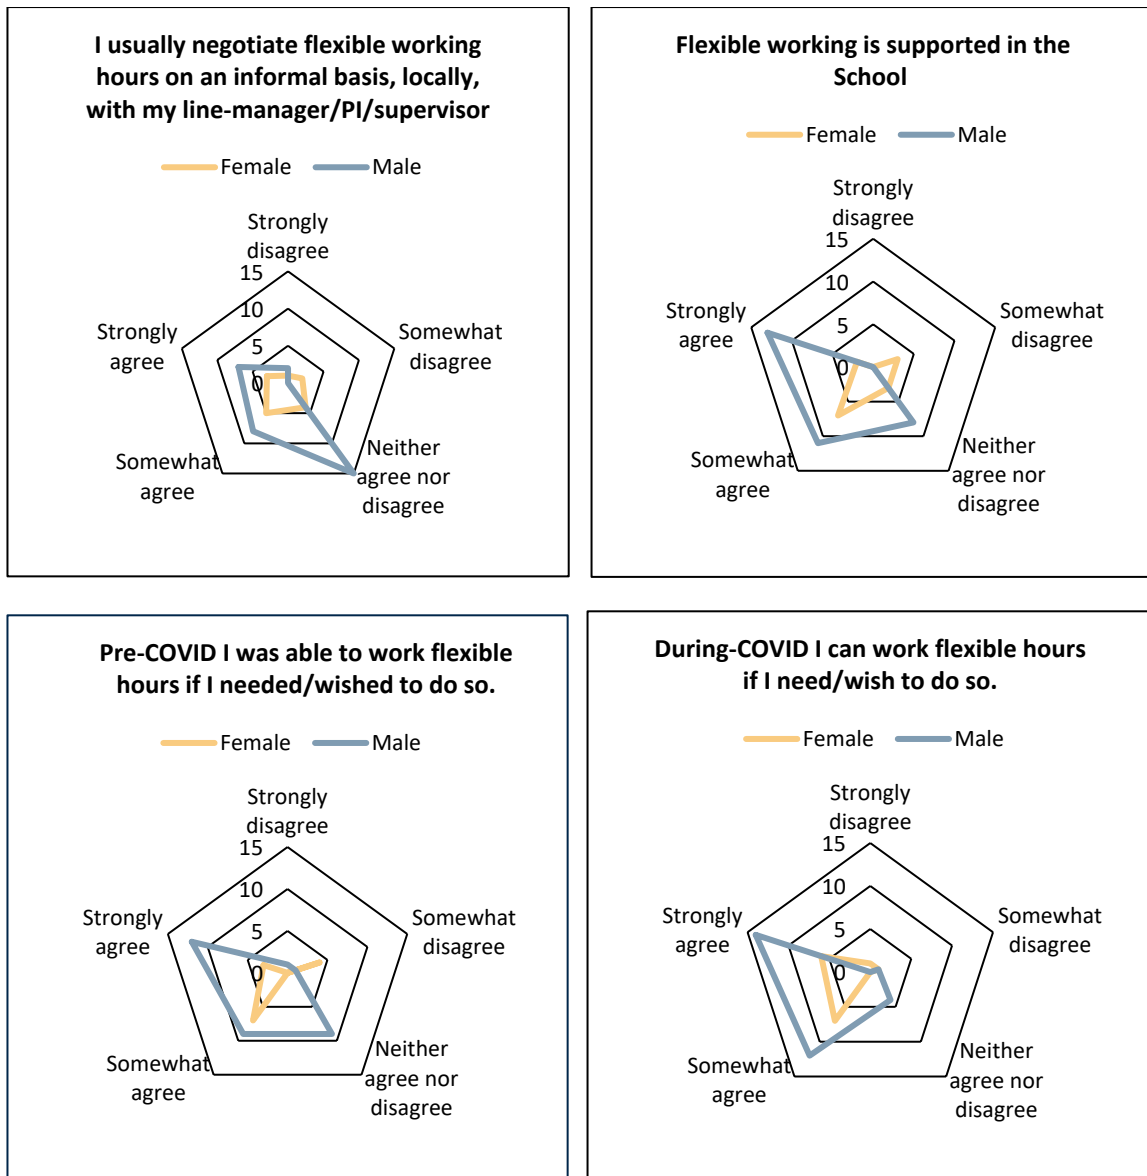 I usually negotiate flexible working
hours on an informal basis, locally,
with my line-manager/PI/supervisor
Female
Male
Strongly
disagree
15
10
5
0
Somewhat
disagree
Neither
agree nor
disagree
Somewhat
agree
Strongly
agree
Flexible working is supported in the
School
Female
Male
Strongly
disagree
15
10
5
0
Somewhat
disagree
Neither
agree nor
disagree
Somewhat
agree
Strongly
agree
Pre-COVID I was able to work flexible
hours if I needed/wished to do so.
Female
Male
Strongly
disagree
15
10
5
0
Somewhat
disagree
Neither
agree nor
disagree
Somewhat
agree
Strongly
agree
During-COVID I can work flexible hours
if I need/wish to do so.
Female
Male
Strongly
disagree
15
10
5
0
Somewhat
disagree
Neither
agree nor
disagree
Somewhat
agree
Strongly
agree